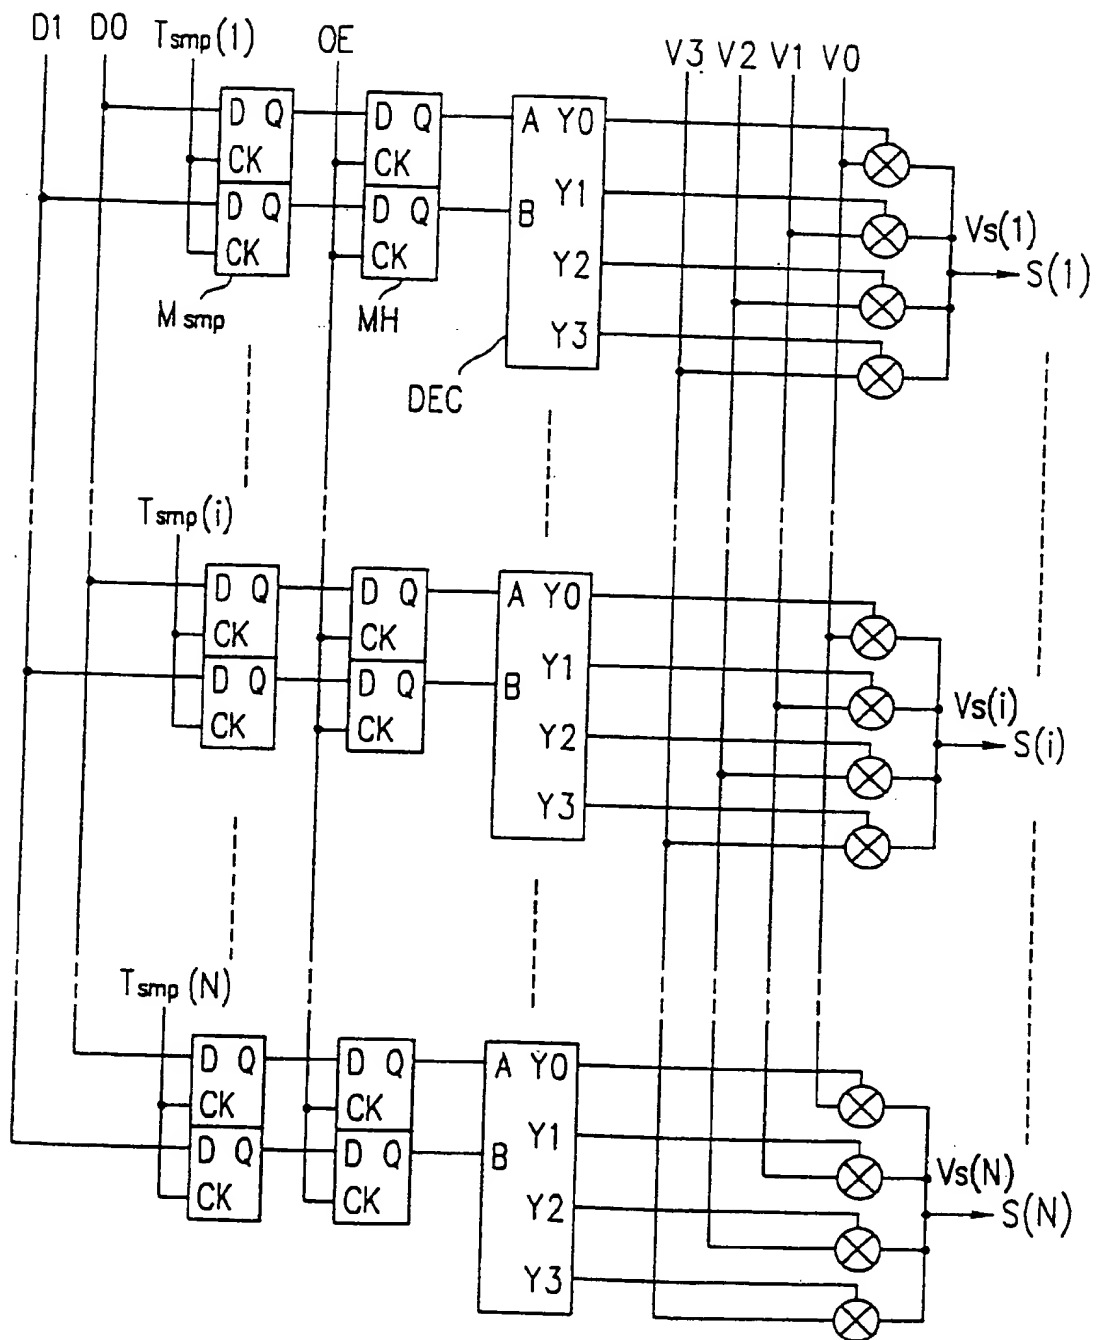 D1 D0 Tsmp(1) OE V3 V2 V1 V0
D Q D Q A Y0
CK CK
D Q D Q B Y1
CK CK
Vs(1)
Y2
S(1)
Msmp MH
Y3
DEC
Tsmp(i)
D Q D Q A Y0
CK CK
D Q D Q B Y1
CK CK
Vs(i)
Y2
S(i)
Y3
Tsmp(N)
D Q D Q A Y0
CK CK
D Q D Q B Y1
CK CK
Vs(N)
Y2
S(N)
Y3